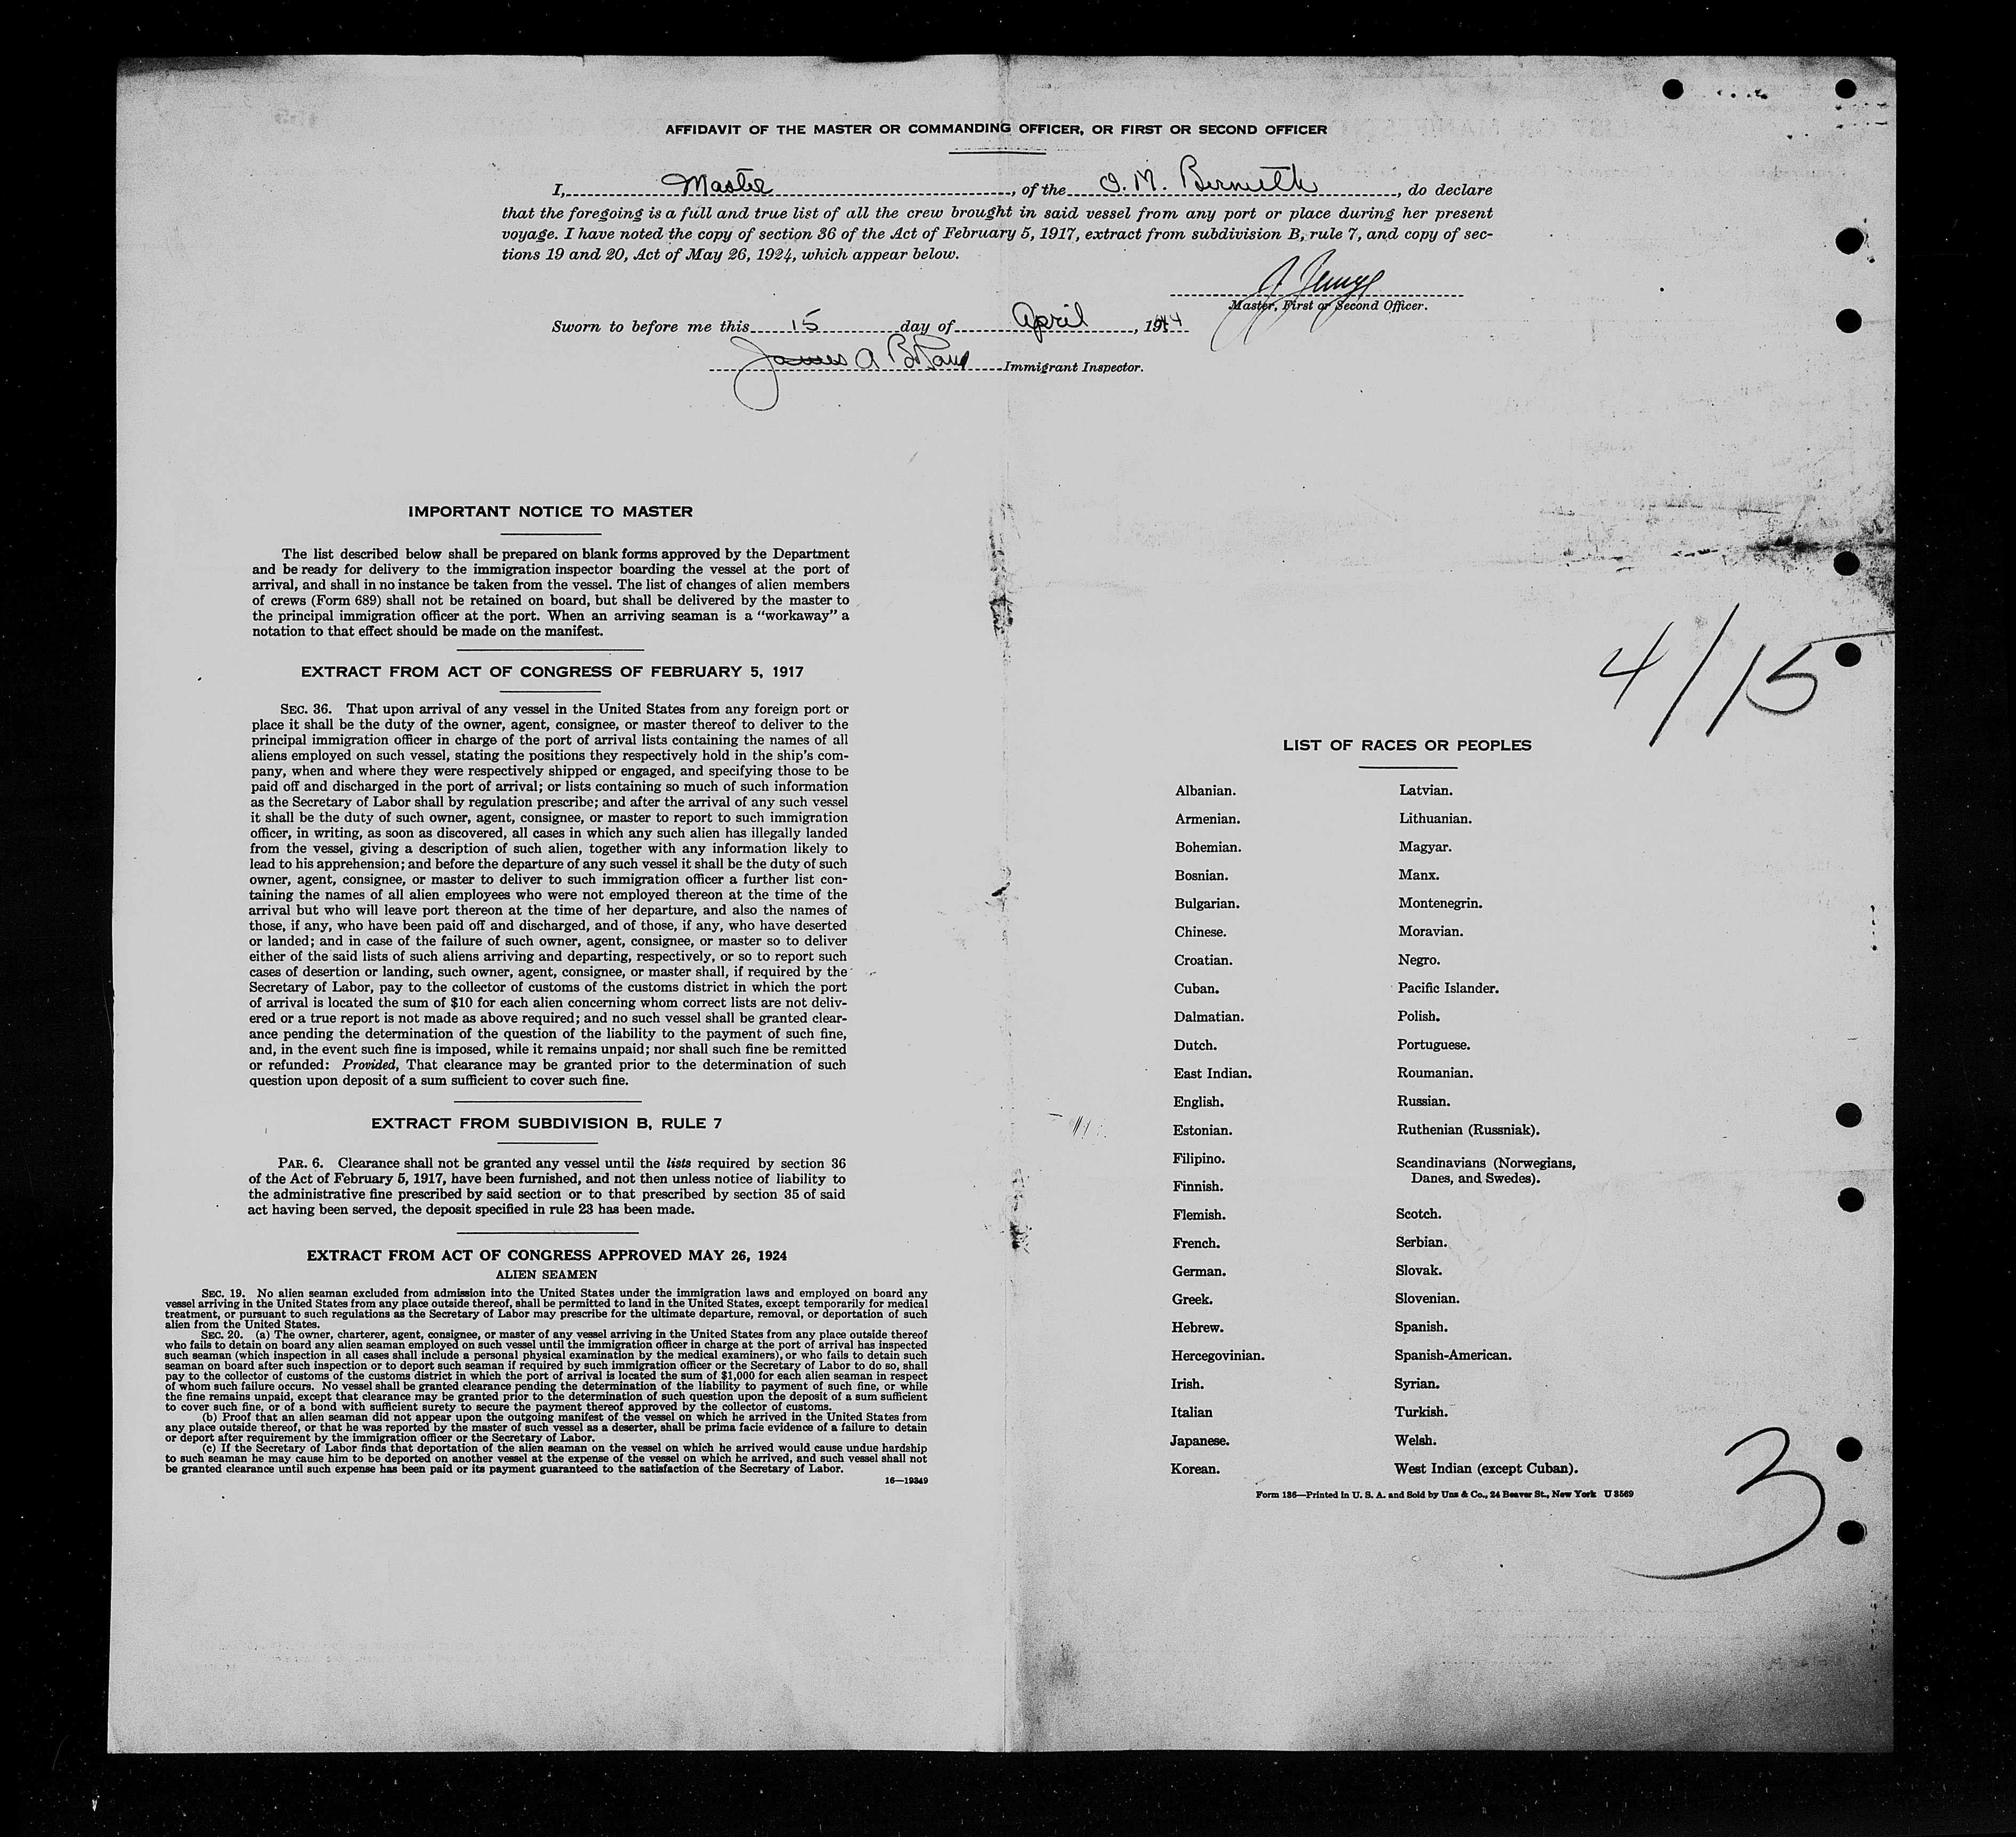 AFFIDAVIT OF THE MASTER OR COMMANDING OFFICER, OR FIRST OR SECOND OFFICER
I, Master, of the O. M. Bernuth, do declare
that the foregoing is a full and true list of all the crew brought in said vessel from any port or place during her present
voyage. I have noted the copy of section 36 of the Act of February 5, 1917, extract from subdivision B, rule 7, and copy of sec-
tions 19 and 20, Act of May 26, 1924, which appear below.
Master, First or Second Officer.
Sworn to before me this 15 day of April, 1944
James A Immigrant Inspector.
IMPORTANT NOTICE TO MASTER
The list described below shall be prepared on blank forms approved by the Department
and be ready for delivery to the immigration inspector boarding the vessel at the port of
arrival, and shall in no instance be taken from the vessel. The list of changes of alien members
of crews (Form 689) shall not be retained on board, but shall be delivered by the master to
the principal immigration officer at the port. When an arriving seaman is a "workaway" a
notation to that effect should be made on the manifest.
EXTRACT FROM ACT OF CONGRESS OF FEBRUARY 5, 1917
SEC. 36. That upon arrival of any vessel in the United States from any foreign port or
place it shall be the duty of the owner, agent, consignee, or master thereof to deliver to the
principal immigration officer in charge of the port of arrival lists containing the names of all
aliens employed on such vessel, stating the positions they respectively hold in the ship's com-
pany, when and where they were respectively shipped or engaged, and specifying those to be
paid off and discharged in the port of arrival; or lists containing so much of such information
as the Secretary of Labor shall by regulation prescribe; and after the arrival of any such vessel
it shall be the duty of such owner, agent, consignee, or master to report to such immigration
officer, in writing, as soon as discovered, all cases in which any such alien has illegally landed
from the vessel, giving a description of such alien, together with any information likely to
lead to his apprehension; and before the departure of any such vessel it shall be the duty of such
owner, agent, consignee, or master to deliver to such immigration officer a further list con-
taining the names of all alien employees who were not employed thereon at the time of the
arrival but who will leave port thereon at the time of her departure, and also the names of
those, if any, who have been paid off and discharged, and of those, if any, who have deserted
or landed; and in case of the failure of such owner, agent, consignee, or master so to deliver
either of the said lists of such aliens arriving and departing, respectively, or so to report such
cases of desertion or landing, such owner, agent, consignee, or master shall, if required by the
Secretary of Labor, pay to the collector of customs of the customs district in which the port
of arrival is located the sum of $10 for each alien concerning whom correct lists are not deliv-
ered or a true report is not made as above required; and no such vessel shall be granted clear-
ance pending the determination of the question of the liability to the payment of such fine,
and, in the event such fine is imposed, while it remains unpaid; nor shall such fine be remitted
or refunded: Provided, That clearance may be granted prior to the determination of such
question upon deposit of a sum sufficient to cover such fine.
EXTRACT FROM SUBDIVISION B, RULE 7
PAR. 6. Clearance shall not be granted any vessel until the lists required by section 36
of the Act of February 5, 1917, have been furnished, and not then unless notice of liability to
the administrative fine prescribed by said section or to that prescribed by section 35 of said
act having been served, the deposit specified in rule 23 has been made.
EXTRACT FROM ACT OF CONGRESS APPROVED MAY 26, 1924
ALIEN SEAMEN
SEC. 19. No alien seaman excluded from admission into the United States under the immigration laws and employed on board any
vessel arriving in the United States from any place outside thereof, shall be permitted to land in the United States, except temporarily for medical
treatment, or pursuant to such regulations as the Secretary of Labor may prescribe for the ultimate departure, removal, or deportation of such
alien from the United States.
SEC. 20. (a) The owner, charterer, agent, consignee, or master of any vessel arriving in the United States from any place outside thereof
who fails to detain on board any alien seaman employed on such vessel until the immigration officer in charge at the port of arrival has inspected
such seaman (which inspection in all cases shall include a personal physical examination by the medical examiners), or who fails to detain such
seaman on board after such inspection or to deport such seaman if required by such immigration officer or the Secretary of Labor to do so, shall
pay to the collector of customs of the customs district in which the port of arrival is located the sum of $1,000 for each alien seaman in respect
of whom such failure occurs. No vessel shall be granted clearance pending the determination of the liability to payment of such fine, or while
the fine remains unpaid, except that clearance may be granted prior to the determination of such question upon the deposit of a sum sufficient
to cover such fine, or of a bond with sufficient surety to secure the payment thereof approved by the collector of customs.
(b) Proof that an alien seaman did not appear upon the outgoing manifest of the vessel on which he arrived in the United States from
any place outside thereof, or that he was reported by the master of such vessel as a deserter, shall be prima facie evidence of a failure to detain
or deport after requirement by the immigration officer or the Secretary of Labor.
(c) If the Secretary of Labor finds that deportation of the alien seaman on the vessel on which he arrived would cause undue hardship
to such seaman he may cause him to be deported on another vessel at the expense of the vessel on which he arrived, and such vessel shall not
be granted clearance until such expense has been paid or its payment guaranteed to the satisfaction of the Secretary of Labor.
16—19349
4/15
LIST OF RACES OR PEOPLES
Albanian.
Armenian.
Bohemian.
Bosnian.
Bulgarian.
Chinese.
Croatian.
Cuban.
Dalmatian.
Dutch.
East Indian.
English.
Estonian.
Filipino.
Finnish.
Flemish.
French.
German.
Greek.
Hebrew.
Hercegovinian.
Irish.
Italian
Japanese.
Korean.
Latvian.
Lithuanian.
Magyar.
Manx.
Montenegrin.
Moravian.
Negro.
Pacific Islander.
Polish.
Portuguese.
Roumanian.
Russian.
Ruthenian (Russniak).
Scandinavians (Norwegians,
Danes, and Swedes).
Scotch.
Serbian.
Slovak.
Slovenian.
Spanish.
Spanish-American.
Syrian.
Turkish.
Welsh.
West Indian (except Cuban).
Form 136—Printed in U. S. A. and Sold by Unz & Co., 24 Beaver St., New York U 3569
3